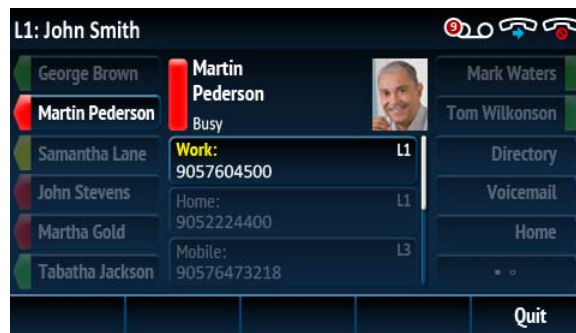 L1: John Smith
9
George Brown
Martin Pederson
Samantha Lane
John Stevens
Martha Gold
Tabatha Jackson
Martin
Pederson
Busy
Work: L1
9057604500
Home: L1
9052224400
Mobile: L3
90576473218
Mark Waters
Tom Wilkonson
Directory
Voicemail
Home
Quit